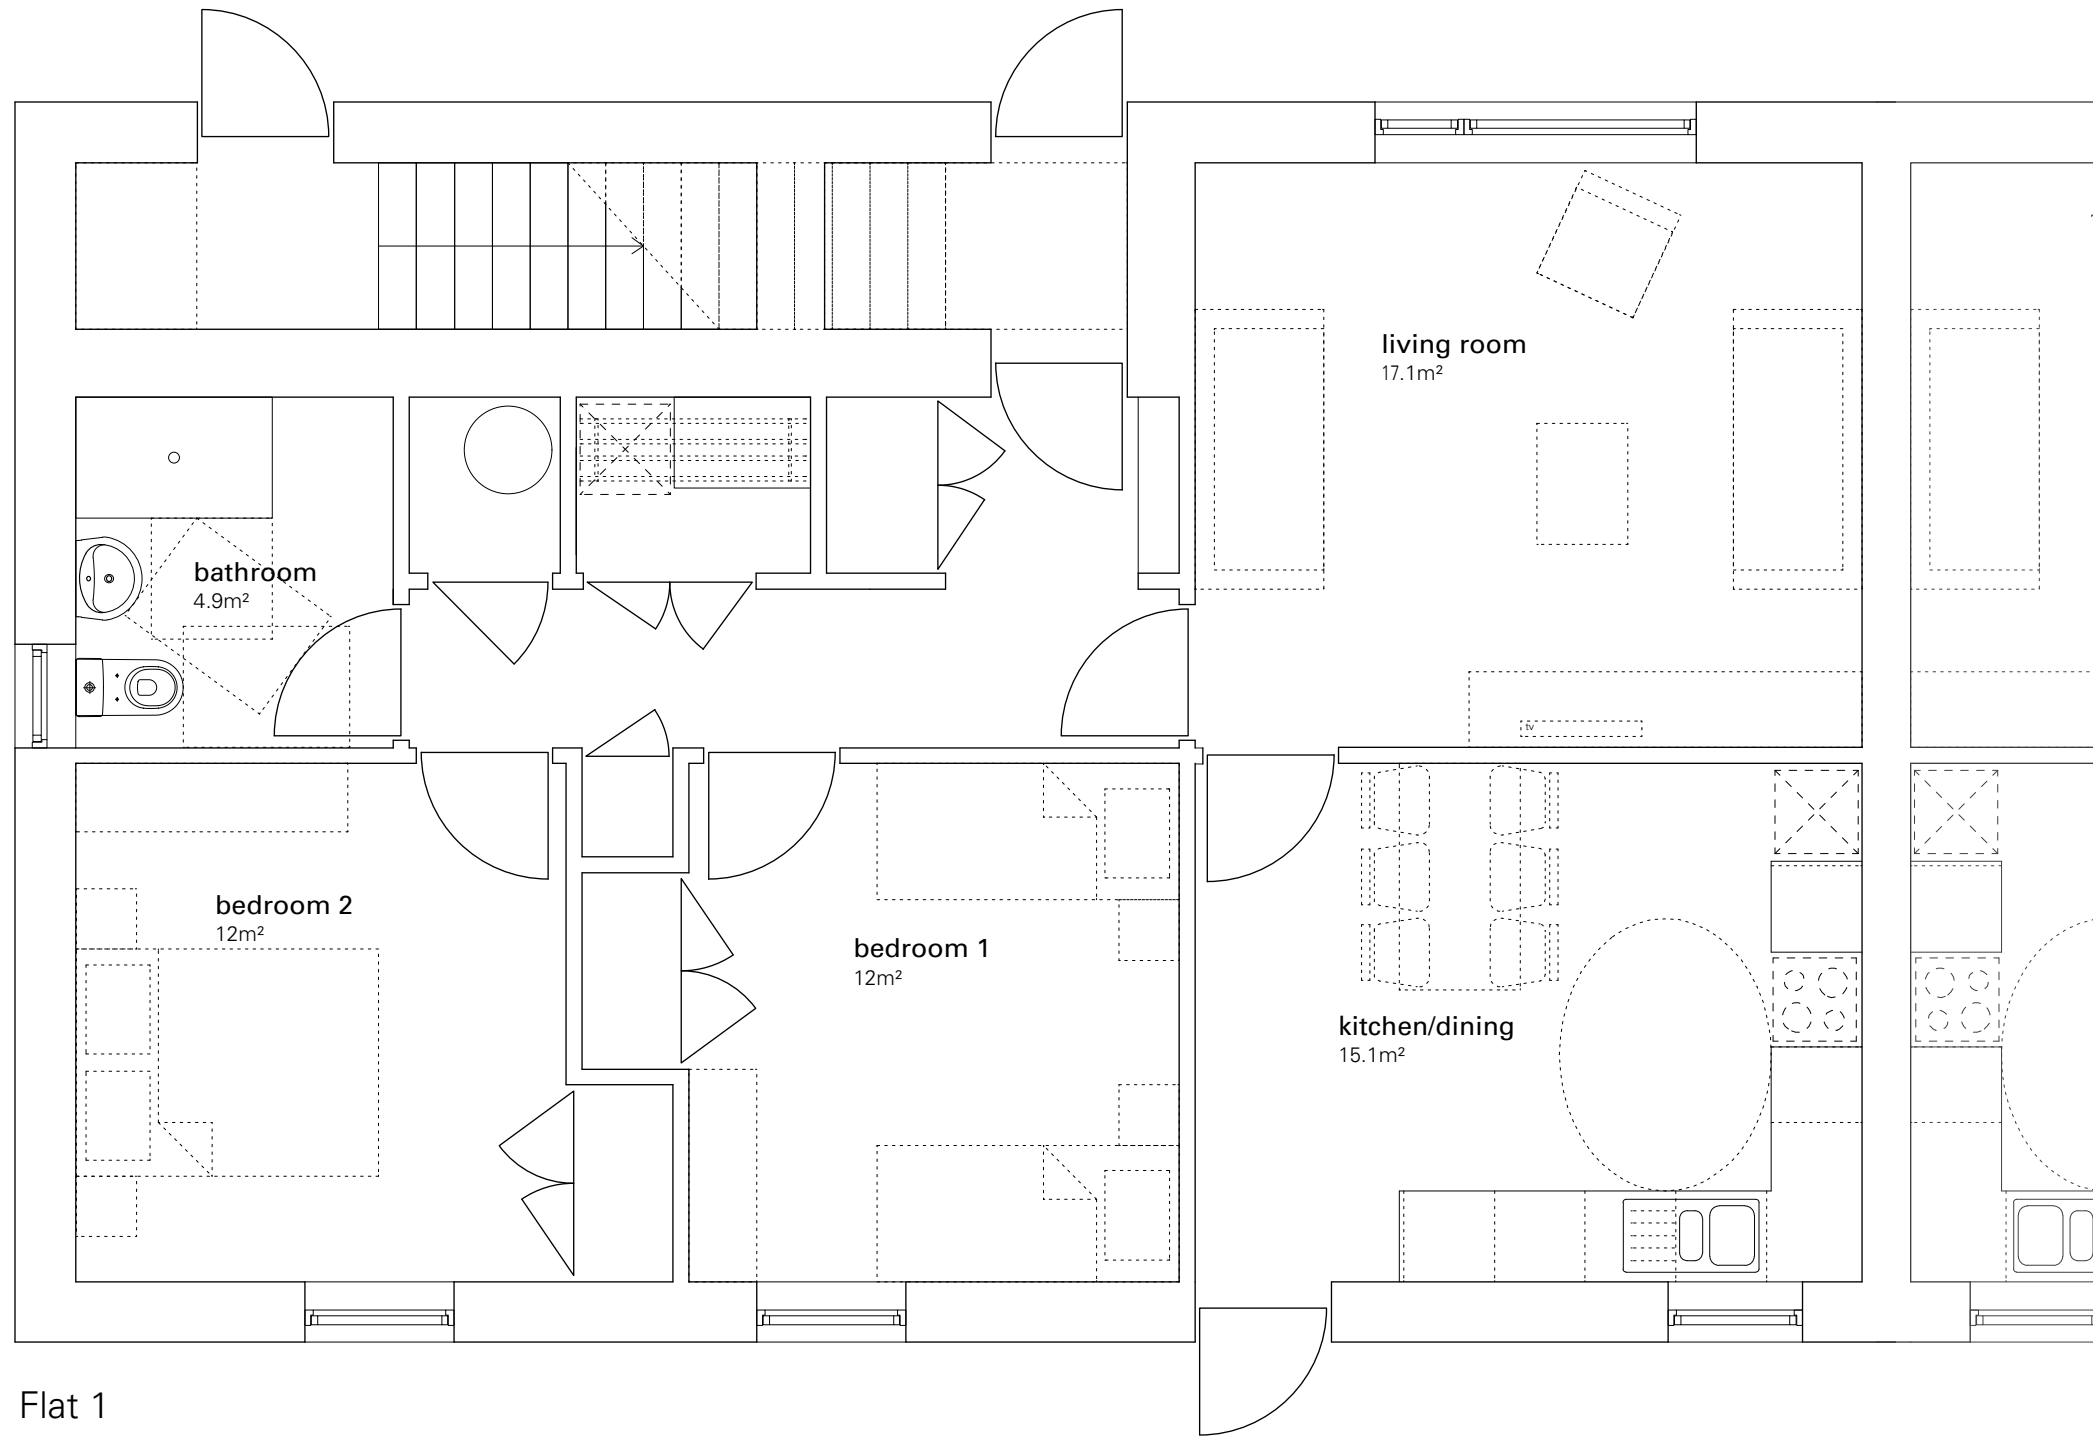 living room
17.1m²
bathroom
4.9m²
tv
bedroom 2
12m²
bedroom 1
12m²
kitchen/dining
15.1m²
Flat 1